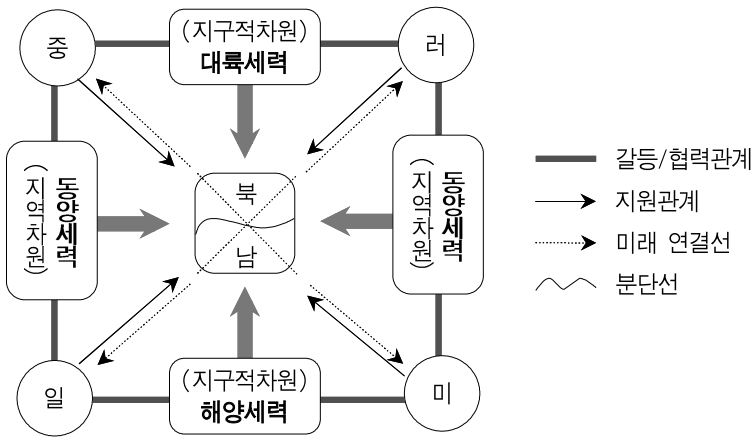 중
(지구적차원)
대륙세력
러
동양세력
(지역차원)
북
남
동양세력
(지역차원)
일
(지구적차원)
해양세력
미
갈등/협력관계
지원관계
미래 연결선
분단선